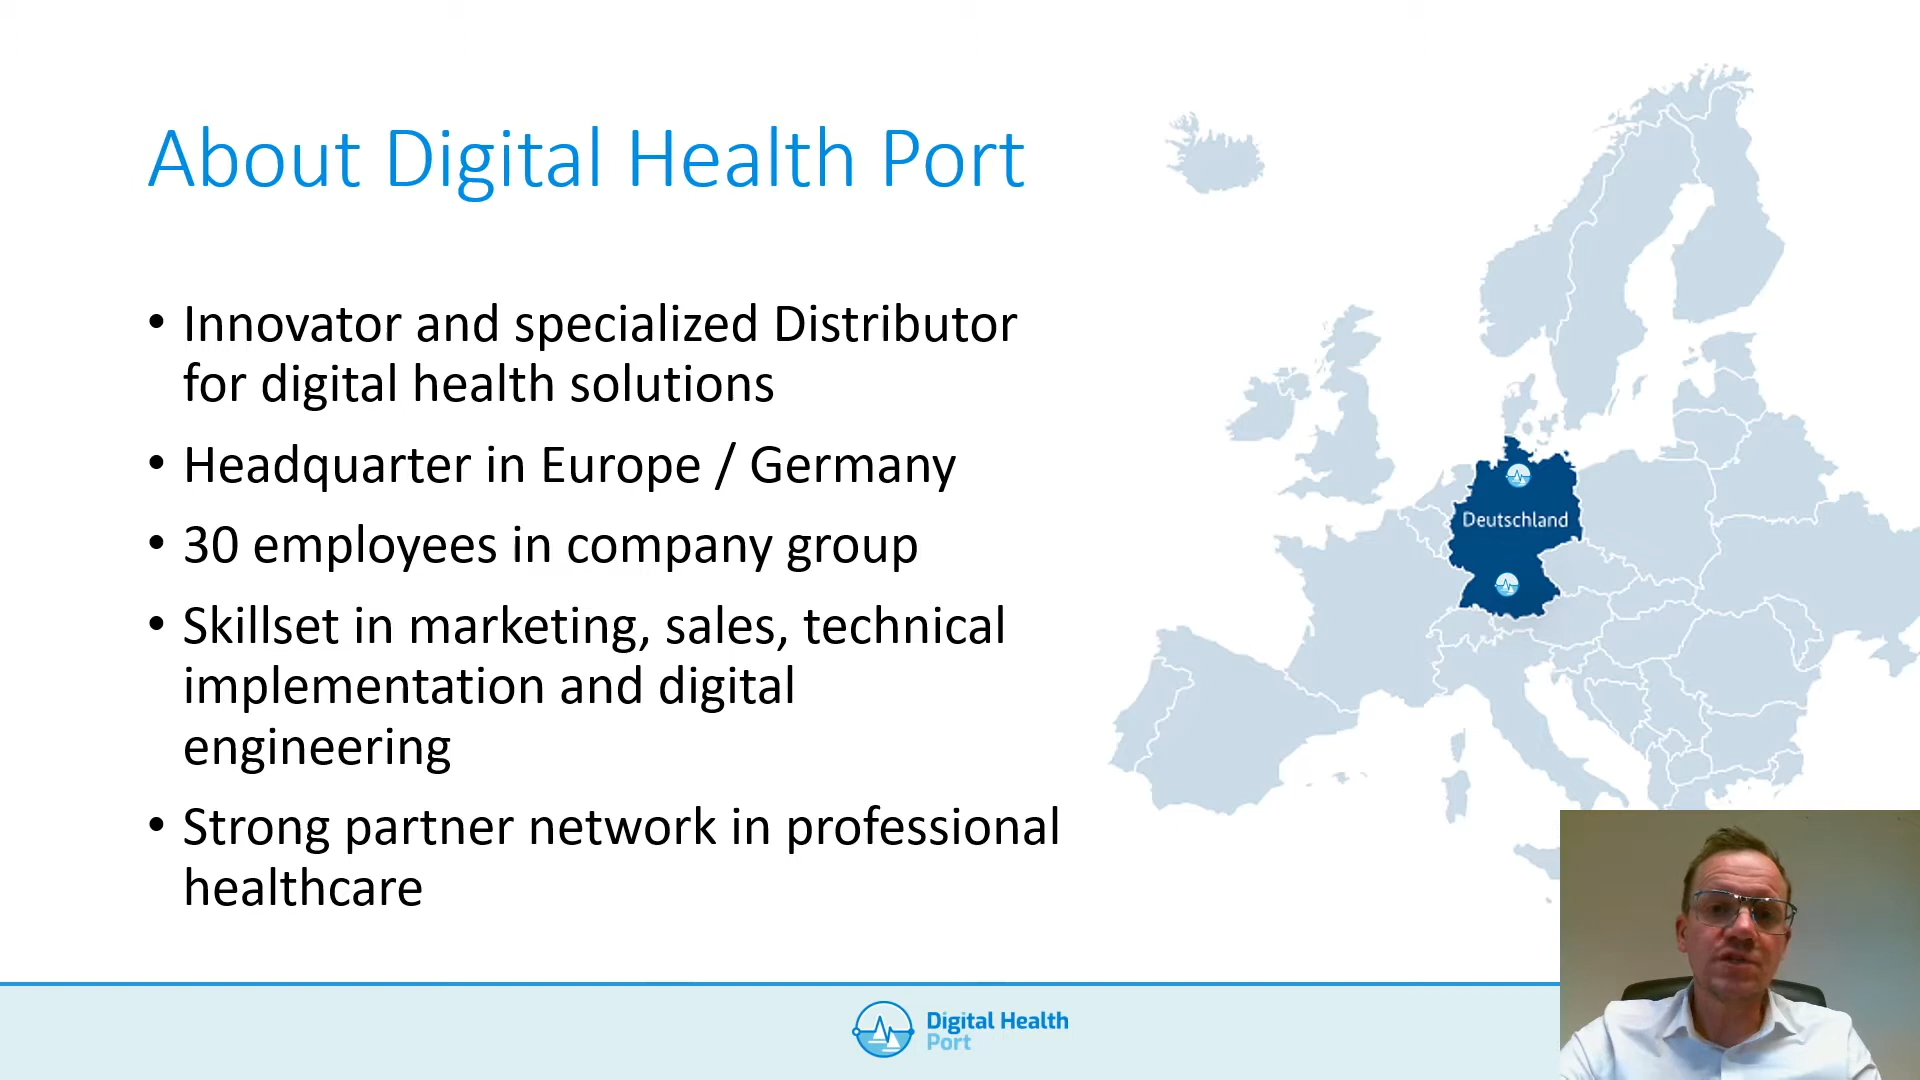 About Digital Health Port
• Innovator and specialized Distributor
for digital health solutions
• Headquarter in Europe / Germany
• 30 employees in company group
• Skillset in marketing, sales, technical
implementation and digital
engineering
• Strong partner network in professional
healthcare
Deutschland
Digital Health
Port